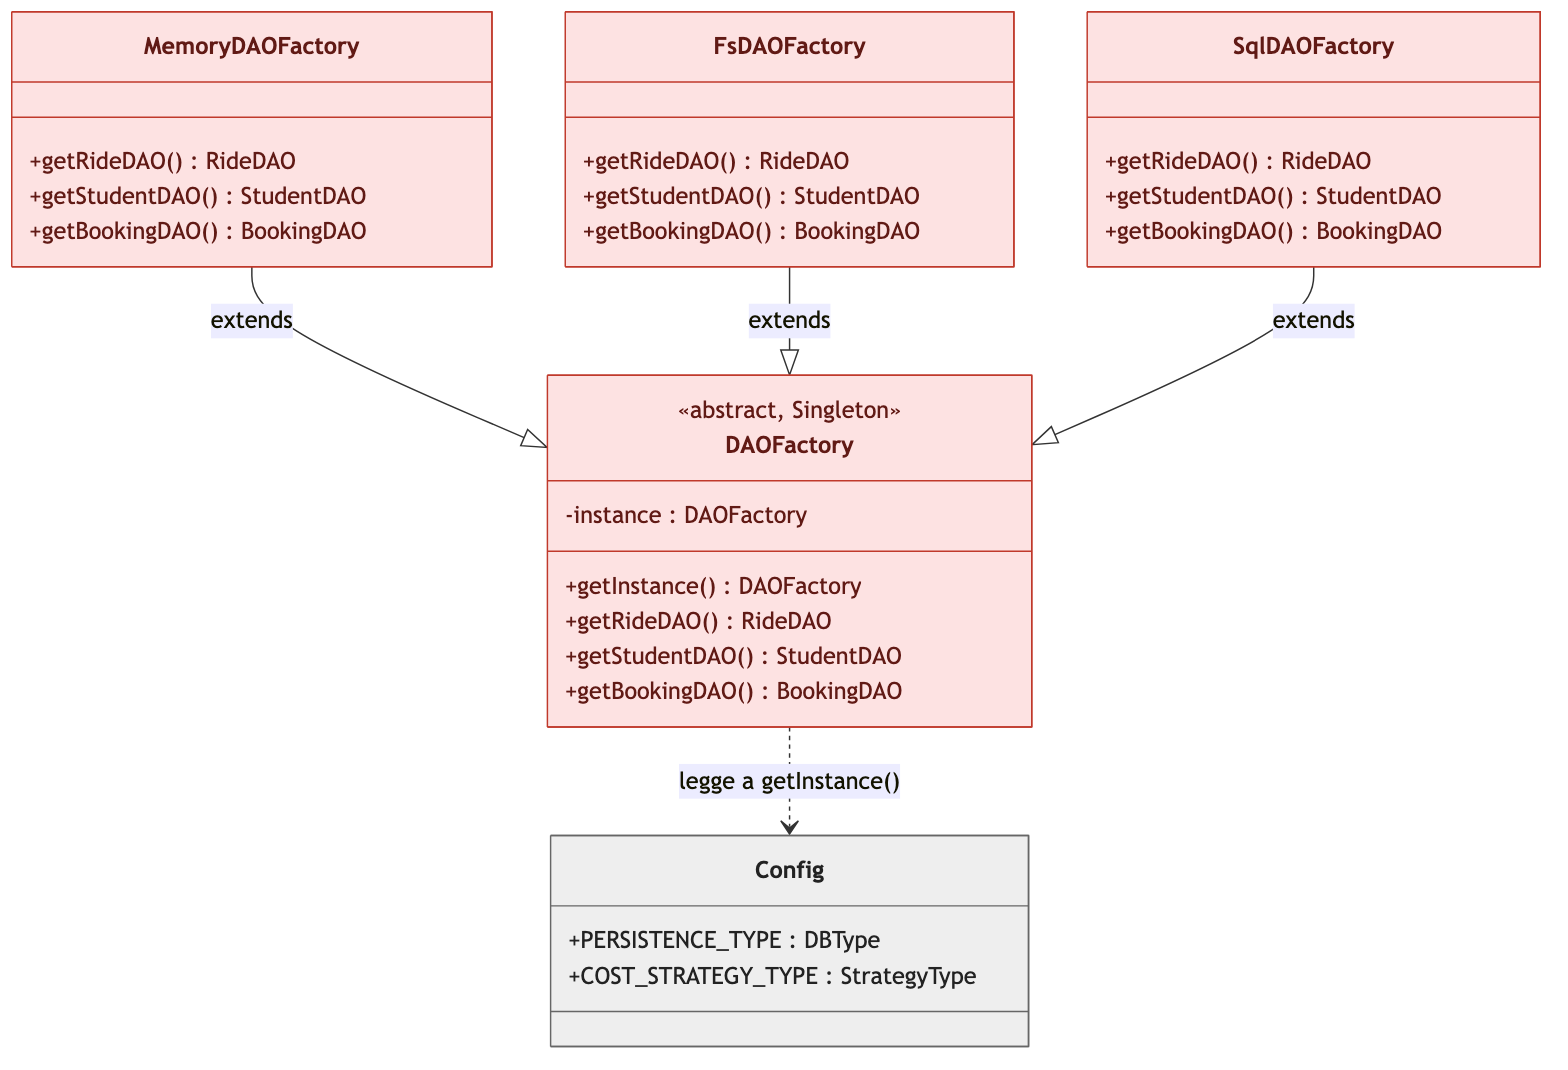 MemoryDAOFactory
+getRideDAO() : RideDAO
+getStudentDAO() : StudentDAO
+getBookingDAO() : BookingDAO
FsDAOFactory
+getRideDAO() : RideDAO
+getStudentDAO() : StudentDAO
+getBookingDAO() : BookingDAO
SqlDAOFactory
+getRideDAO() : RideDAO
+getStudentDAO() : StudentDAO
+getBookingDAO() : BookingDAO
extends
extends
extends
«abstract, Singleton»
DAOFactory
-instance : DAOFactory
+getInstance() : DAOFactory
+getRideDAO() : RideDAO
+getStudentDAO() : StudentDAO
+getBookingDAO() : BookingDAO
legge a getInstance()
Config
+PERSISTENCE_TYPE : DBType
+COST_STRATEGY_TYPE : StrategyType